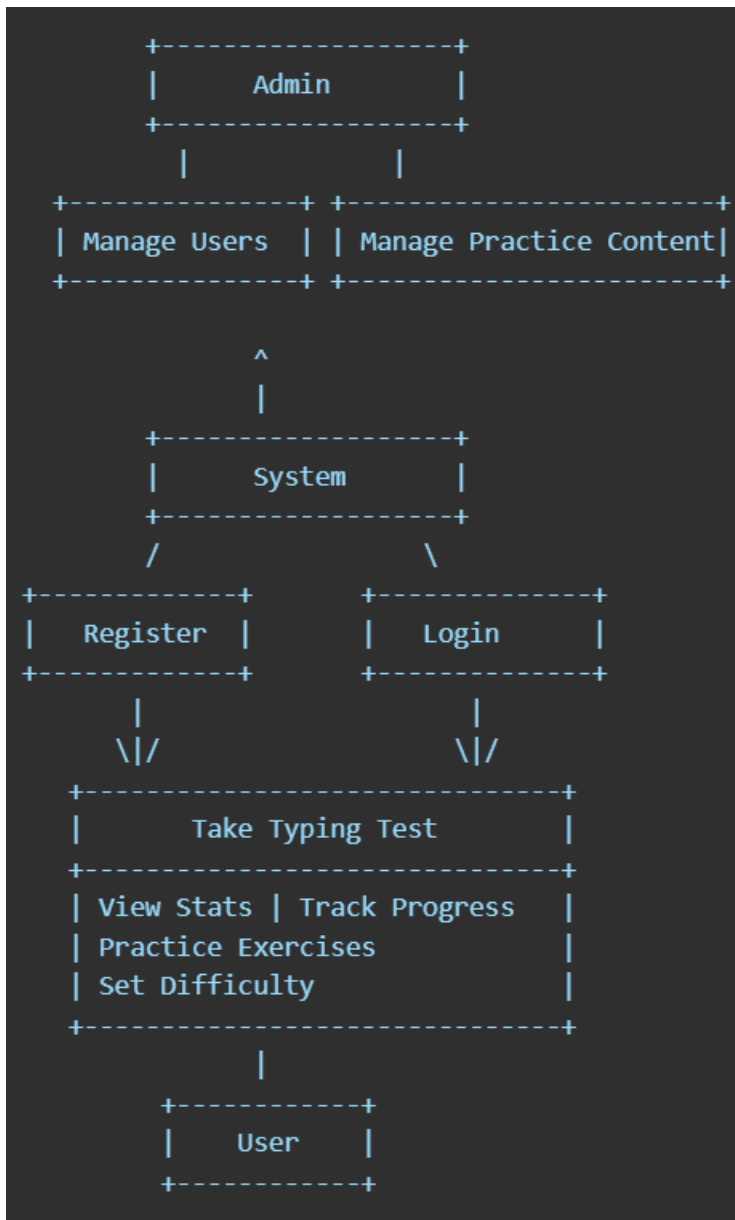 +-------------------+
|      Admin        |
+-------------------+
|             |
+---------------+ +------------------------+
| Manage Users  | | Manage Practice Content|
+---------------+ +------------------------+
^
|
+-------------------+
|      System       |
+-------------------+
/                 \
+-------------+       +--------------+
|   Register  |       |   Login      |
+-------------+       +--------------+
|                     |
\|/                   \|/
+-------------------------------+
|       Take Typing Test        |
+-------------------------------+
| View Stats | Track Progress   |
| Practice Exercises            |
| Set Difficulty                |
+-------------------------------+
|
+------------+
|    User    |
+------------+